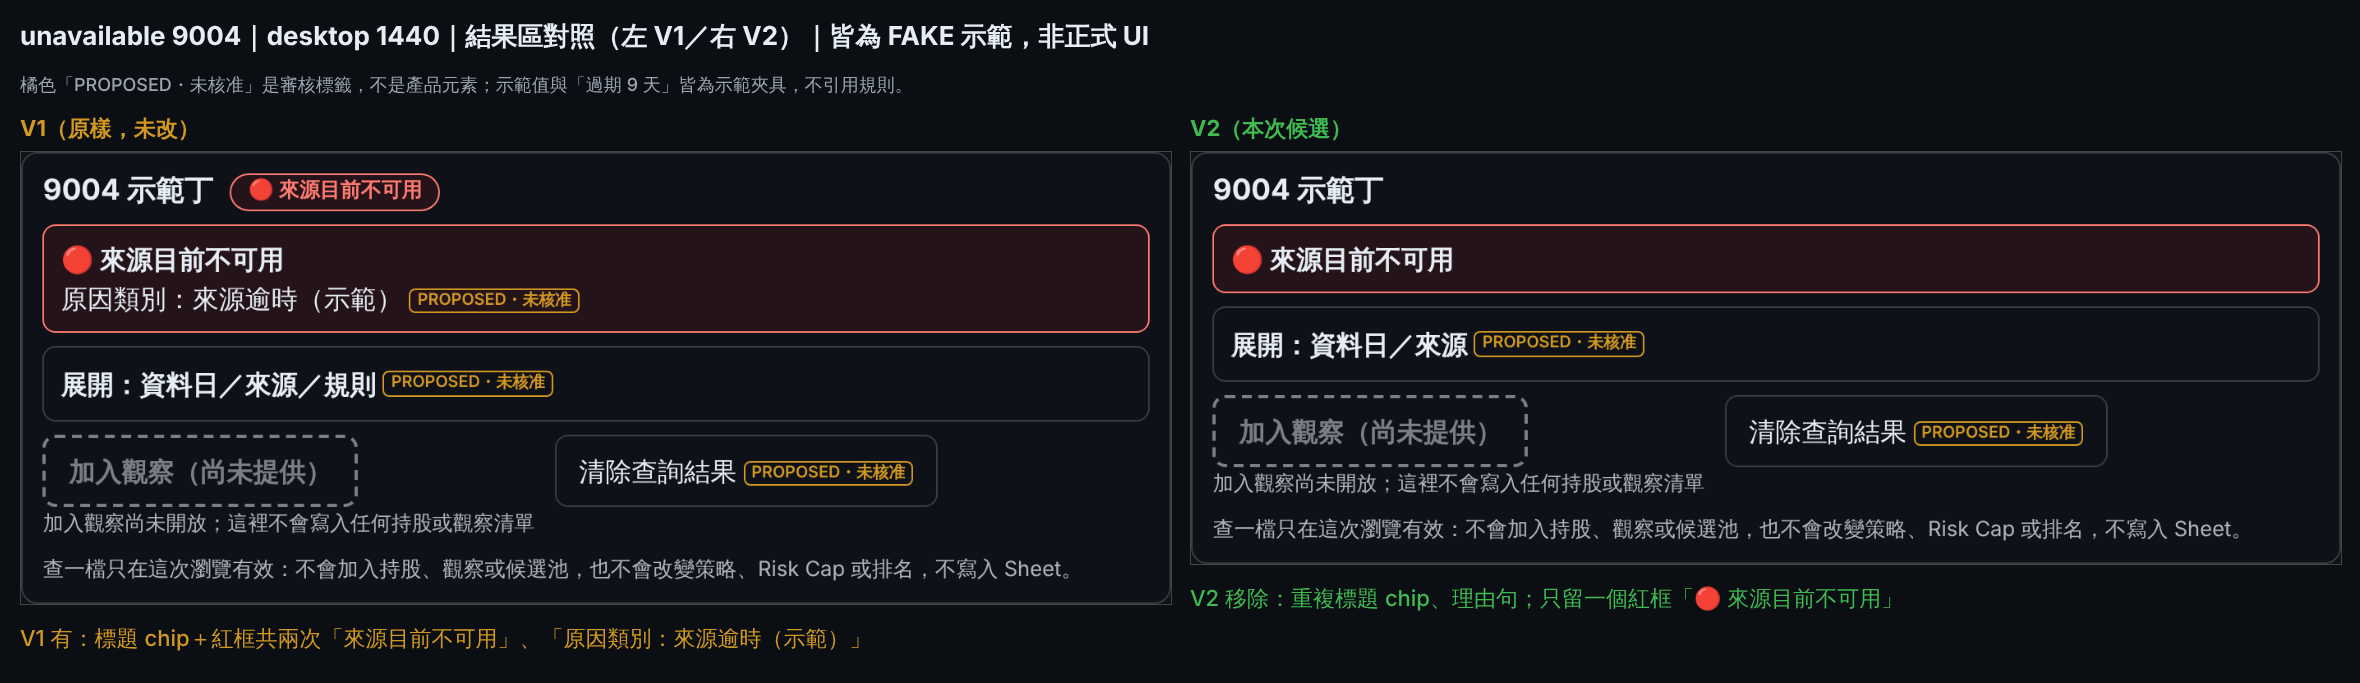 unavailable 9004｜desktop 1440｜結果區對照（左 V1／右 V2）｜皆為 FAKE 示範，非正式 UI
橘色「PROPOSED・未核准」是審核標籤，不是產品元素；示範值與「過期 9 天」皆為示範夾具，不引用規則。
V1（原樣，未改）
9004 示範丁 🔴 來源目前不可用
🔴 來源目前不可用
原因類別：來源逾時（示範） PROPOSED・未核准
展開：資料日／來源／規則 PROPOSED・未核准
加入觀察（尚未提供） 清除查詢結果 PROPOSED・未核准
加入觀察尚未開放；這裡不會寫入任何持股或觀察清單
查一檔只在這次瀏覽有效：不會加入持股、觀察或候選池，也不會改變策略、Risk Cap 或排名，不寫入 Sheet。
V1 有：標題 chip＋紅框共兩次「來源目前不可用」、「原因類別：來源逾時（示範）」
V2（本次候選）
9004 示範丁
🔴 來源目前不可用
展開：資料日／來源 PROPOSED・未核准
加入觀察（尚未提供） 清除查詢結果 PROPOSED・未核准
加入觀察尚未開放；這裡不會寫入任何持股或觀察清單
查一檔只在這次瀏覽有效：不會加入持股、觀察或候選池，也不會改變策略、Risk Cap 或排名，不寫入 Sheet。
V2 移除：重複標題 chip、理由句；只留一個紅框「🔴 來源目前不可用」